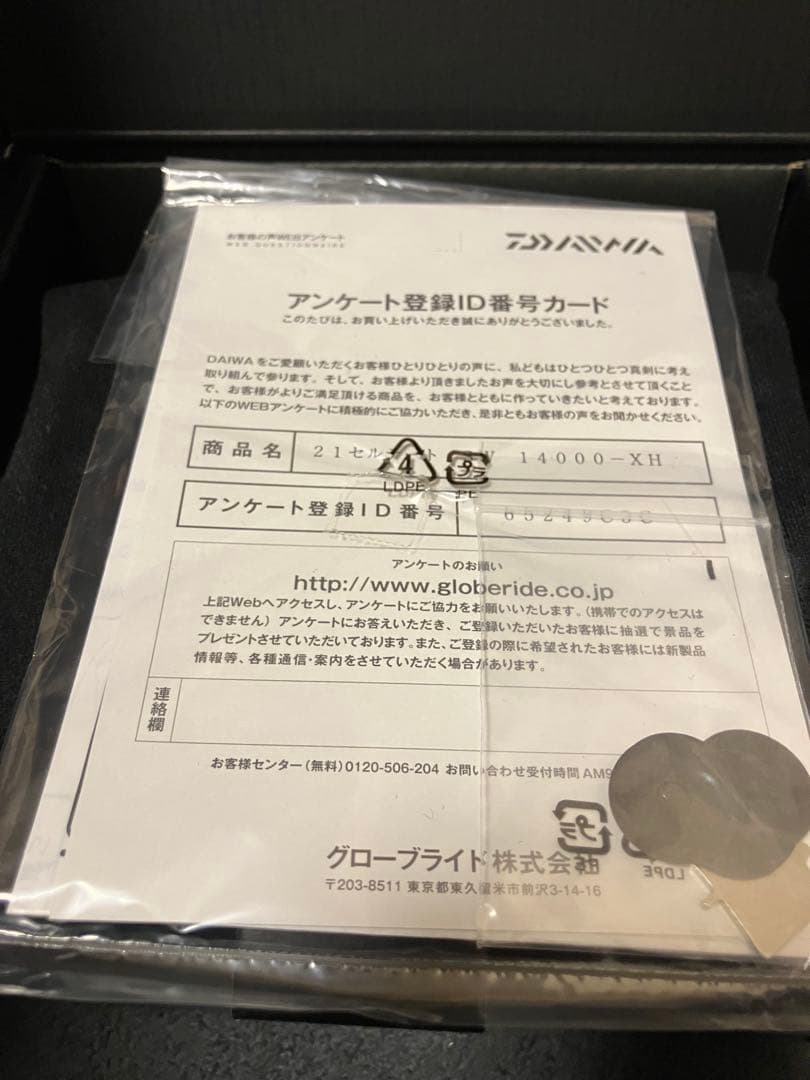 お客様の声WEBアンケート
WEB QUESTIONNAIRE
DAIWA
アンケート登録ID番号カード
このたびは、お買い上げいただき誠にありがとうございました。
DAIWAをご愛顧いただくお客様ひとりひとりの声に、私どもはひとつひとつ真剣に考え
取り組んで参ります。そして、お客様より頂きましたお声を大切にし参考とさせて頂くこと
で、お客様がよりご満足頂ける商品を、お客様とともに作っていきたいと考えております。
以下のWEBアンケートに積極的にご協力いただき、是非ともお客様の声をお聞かせください。
商品名 21セル 14000-XH
4
LDPE
プラ
PE
アンケート登録ID番号 65249C3C
アンケートのお願い
http://www.globeride.co.jp
上記Webへアクセスし、アンケートにご協力をお願いいたします。(携帯でのアクセスは
できません) アンケートにお答えいただき、ご登録いただいたお客様に抽選で景品を
プレゼントさせていただいております。また、ご登録の際に希望されたお客様には新製品
情報等、各種通信・案内をさせていただく場合があります。
連絡欄
お客様センター(無料)0120-506-204 お問い合わせ受付時間 AM9
プラ
LDPE
グローブライド株式会
〒203-8511 東京都東久留米市前沢3-14-16